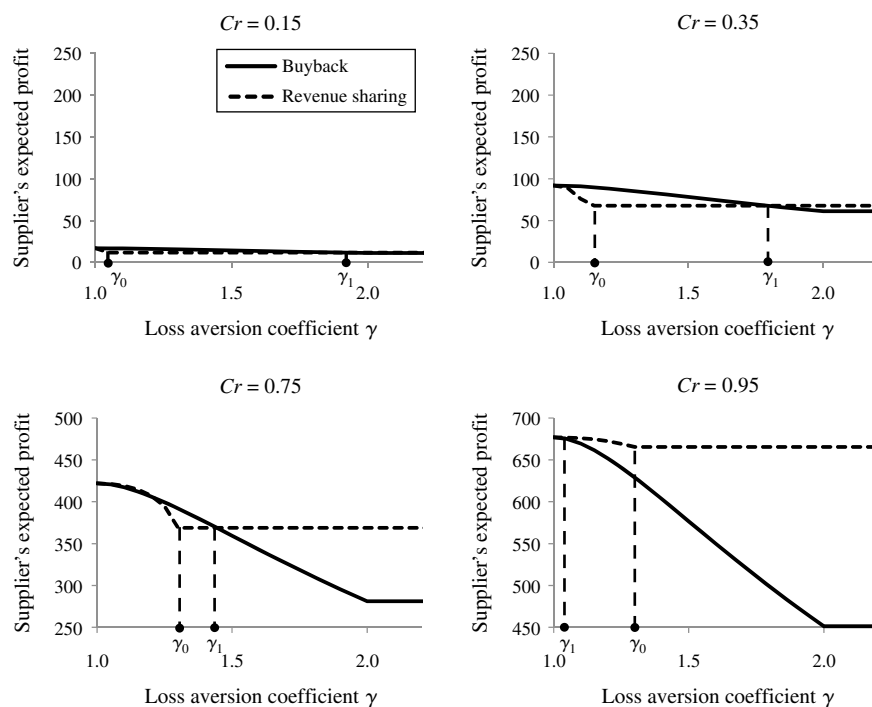 Cr = 0.15
Supplier's expected profit
250
200
150
100
50
0
Buyback
Revenue sharing
γ0
γ1
1.0
1.5
2.0
Loss aversion coefficient γ
Cr = 0.35
Supplier's expected profit
250
200
150
100
50
0
γ0
γ1
1.0
1.5
2.0
Loss aversion coefficient γ
Cr = 0.75
Supplier's expected profit
500
450
400
350
300
250
γ0
γ1
1.0
1.5
2.0
Loss aversion coefficient γ
Cr = 0.95
Supplier's expected profit
700
650
600
550
500
450
γ1
γ0
1.0
1.5
2.0
Loss aversion coefficient γ